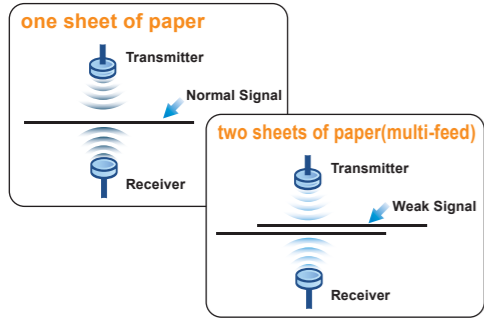 one sheet of paper
Transmitter
Normal Signal
Receiver
two sheets of paper(multi-feed)
Transmitter
Weak Signal
Receiver